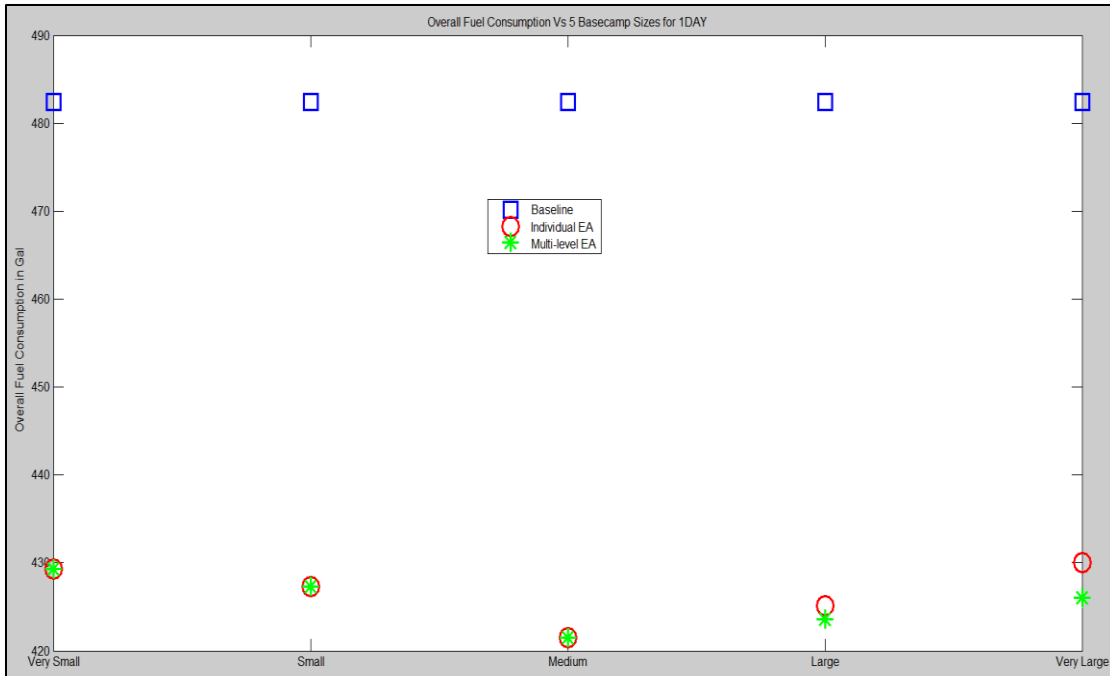 Overall Fuel Consumption Vs 5 Basecamp Sizes for 1DAY
Overall Fuel Consumption in Gal
490
480
470
460
450
440
430
420
Baseline
Individual EA
Multi-level EA
Very Small
Small
Medium
Large
Very Large